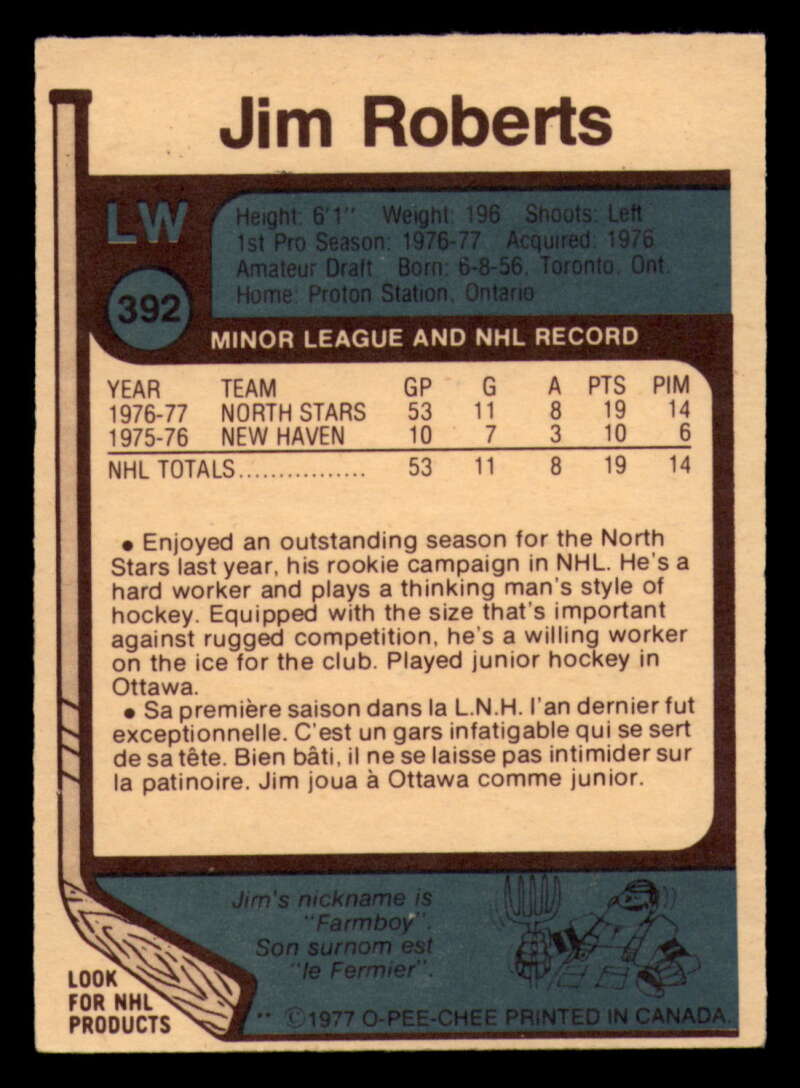 Jim Roberts
LW
Height: 6'1" Weight: 196 Shoots: Left
1st Pro Season: 1976-77 Acquired: 1976
Amateur Draft Born: 6-8-56, Toronto, Ont.
Home: Proton Station, Ontario
392
MINOR LEAGUE AND NHL RECORD
YEAR TEAM GP G A PTS PIM
1976-77 NORTH STARS 53 11 8 19 14
1975-76 NEW HAVEN 10 7 3 10 6
NHL TOTALS................ 53 11 8 19 14
• Enjoyed an outstanding season for the North
Stars last year, his rookie campaign in NHL. He's a
hard worker and plays a thinking man's style of
hockey. Equipped with the size that's important
against rugged competition, he's a willing worker
on the ice for the club. Played junior hockey in
Ottawa.
• Sa première saison dans la L.N.H. l'an dernier fut
exceptionnelle. C'est un gars infatigable qui se sert
de sa tête. Bien bâti, il ne se laisse pas intimider sur
la patinoire. Jim joua à Ottawa comme junior.
Jim's nickname is
"Farmboy".
Son surnom est
"le Fermier".
LOOK
FOR NHL
PRODUCTS
** ©1977 O-PEE-CHEE PRINTED IN CANADA.